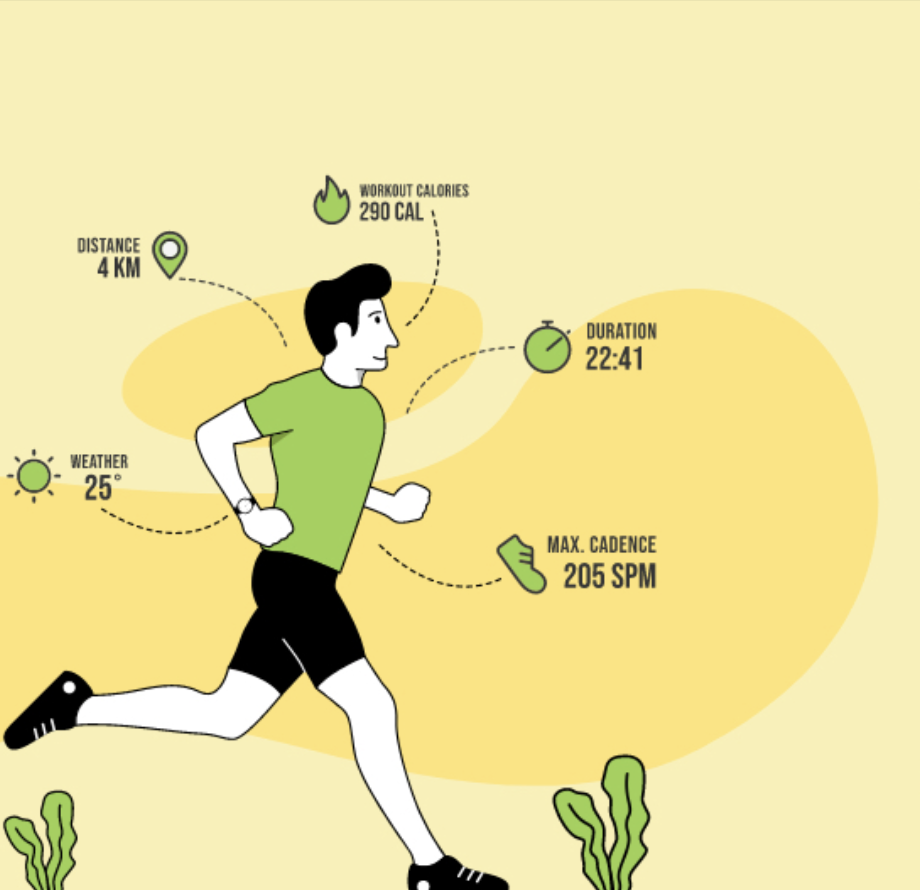 WORKOUT CALORIES
290 CAL
DISTANCE
4 KM
DURATION
22:41
WEATHER
25°
MAX. CADENCE
205 SPM